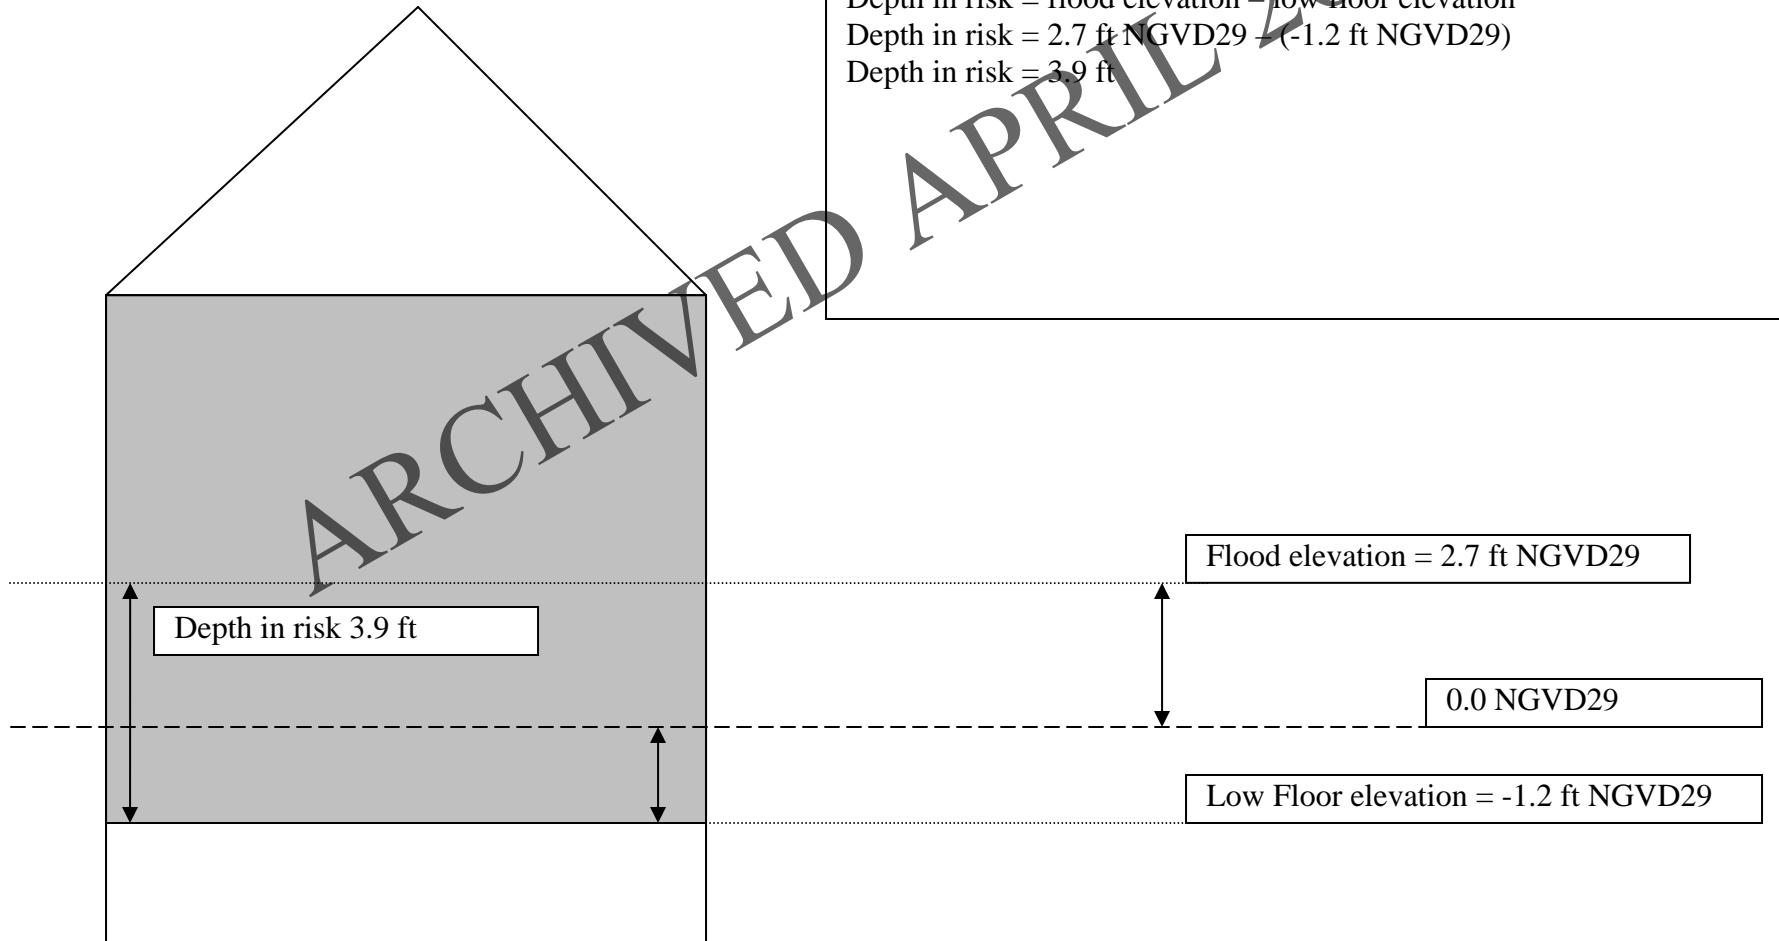 Depth in risk = flood elevation – low floor elevation
Depth in risk = 2.7 ft NGVD29 – (-1.2 ft NGVD29)
Depth in risk = 3.9 ft
ARCHIVED APRIL
Flood elevation = 2.7 ft NGVD29
Depth in risk 3.9 ft
0.0 NGVD29
Low Floor elevation = -1.2 ft NGVD29